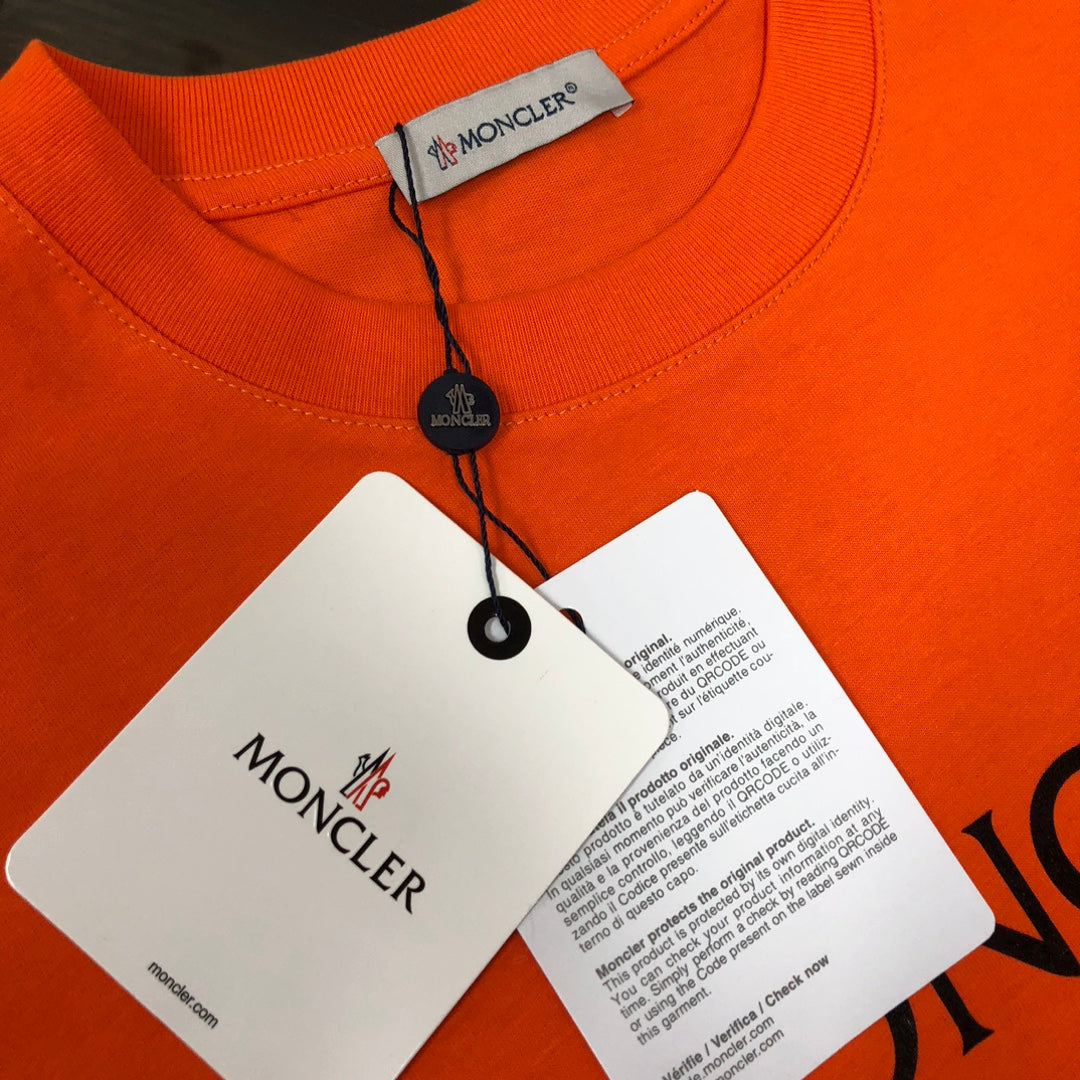 MONCLER®
MONCLER
MONCLER
moncler.com
original.
identité numérique.
l'authenticité,
produit en effectuant
du QRCODE ou
sur l'étiquette cou-
il prodotto originale.
prodotto è tutelato da un'identità digitale.
In qualsiasi momento può verificare l'autenticità, la
qualità e la provenienza del prodotto facendo un
semplice controllo, leggendo il QRCODE o utiliz-
zando il Codice presente sull'etichetta cucita all'in-
terno di questo capo.
Moncler protects the original product.
This product is protected by its own digital identity.
You can check your product information at any
time. Simply perform a check by reading QRCODE
or using the Code present on the label sewn inside
this garment.
Vérifie / Verifica / Check now
.moncler.com
moncler.com
ONC